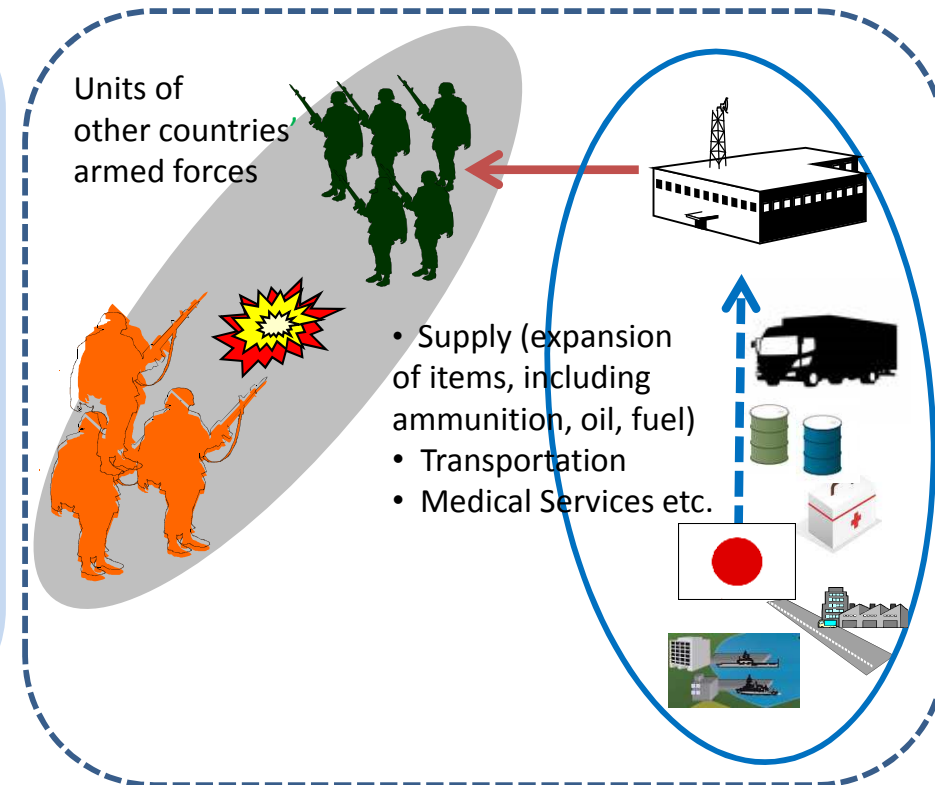 Units of
other countries’
armed forces
• Supply (expansion
of items, including
ammunition, oil, fuel)
• Transportation
• Medical Services etc.